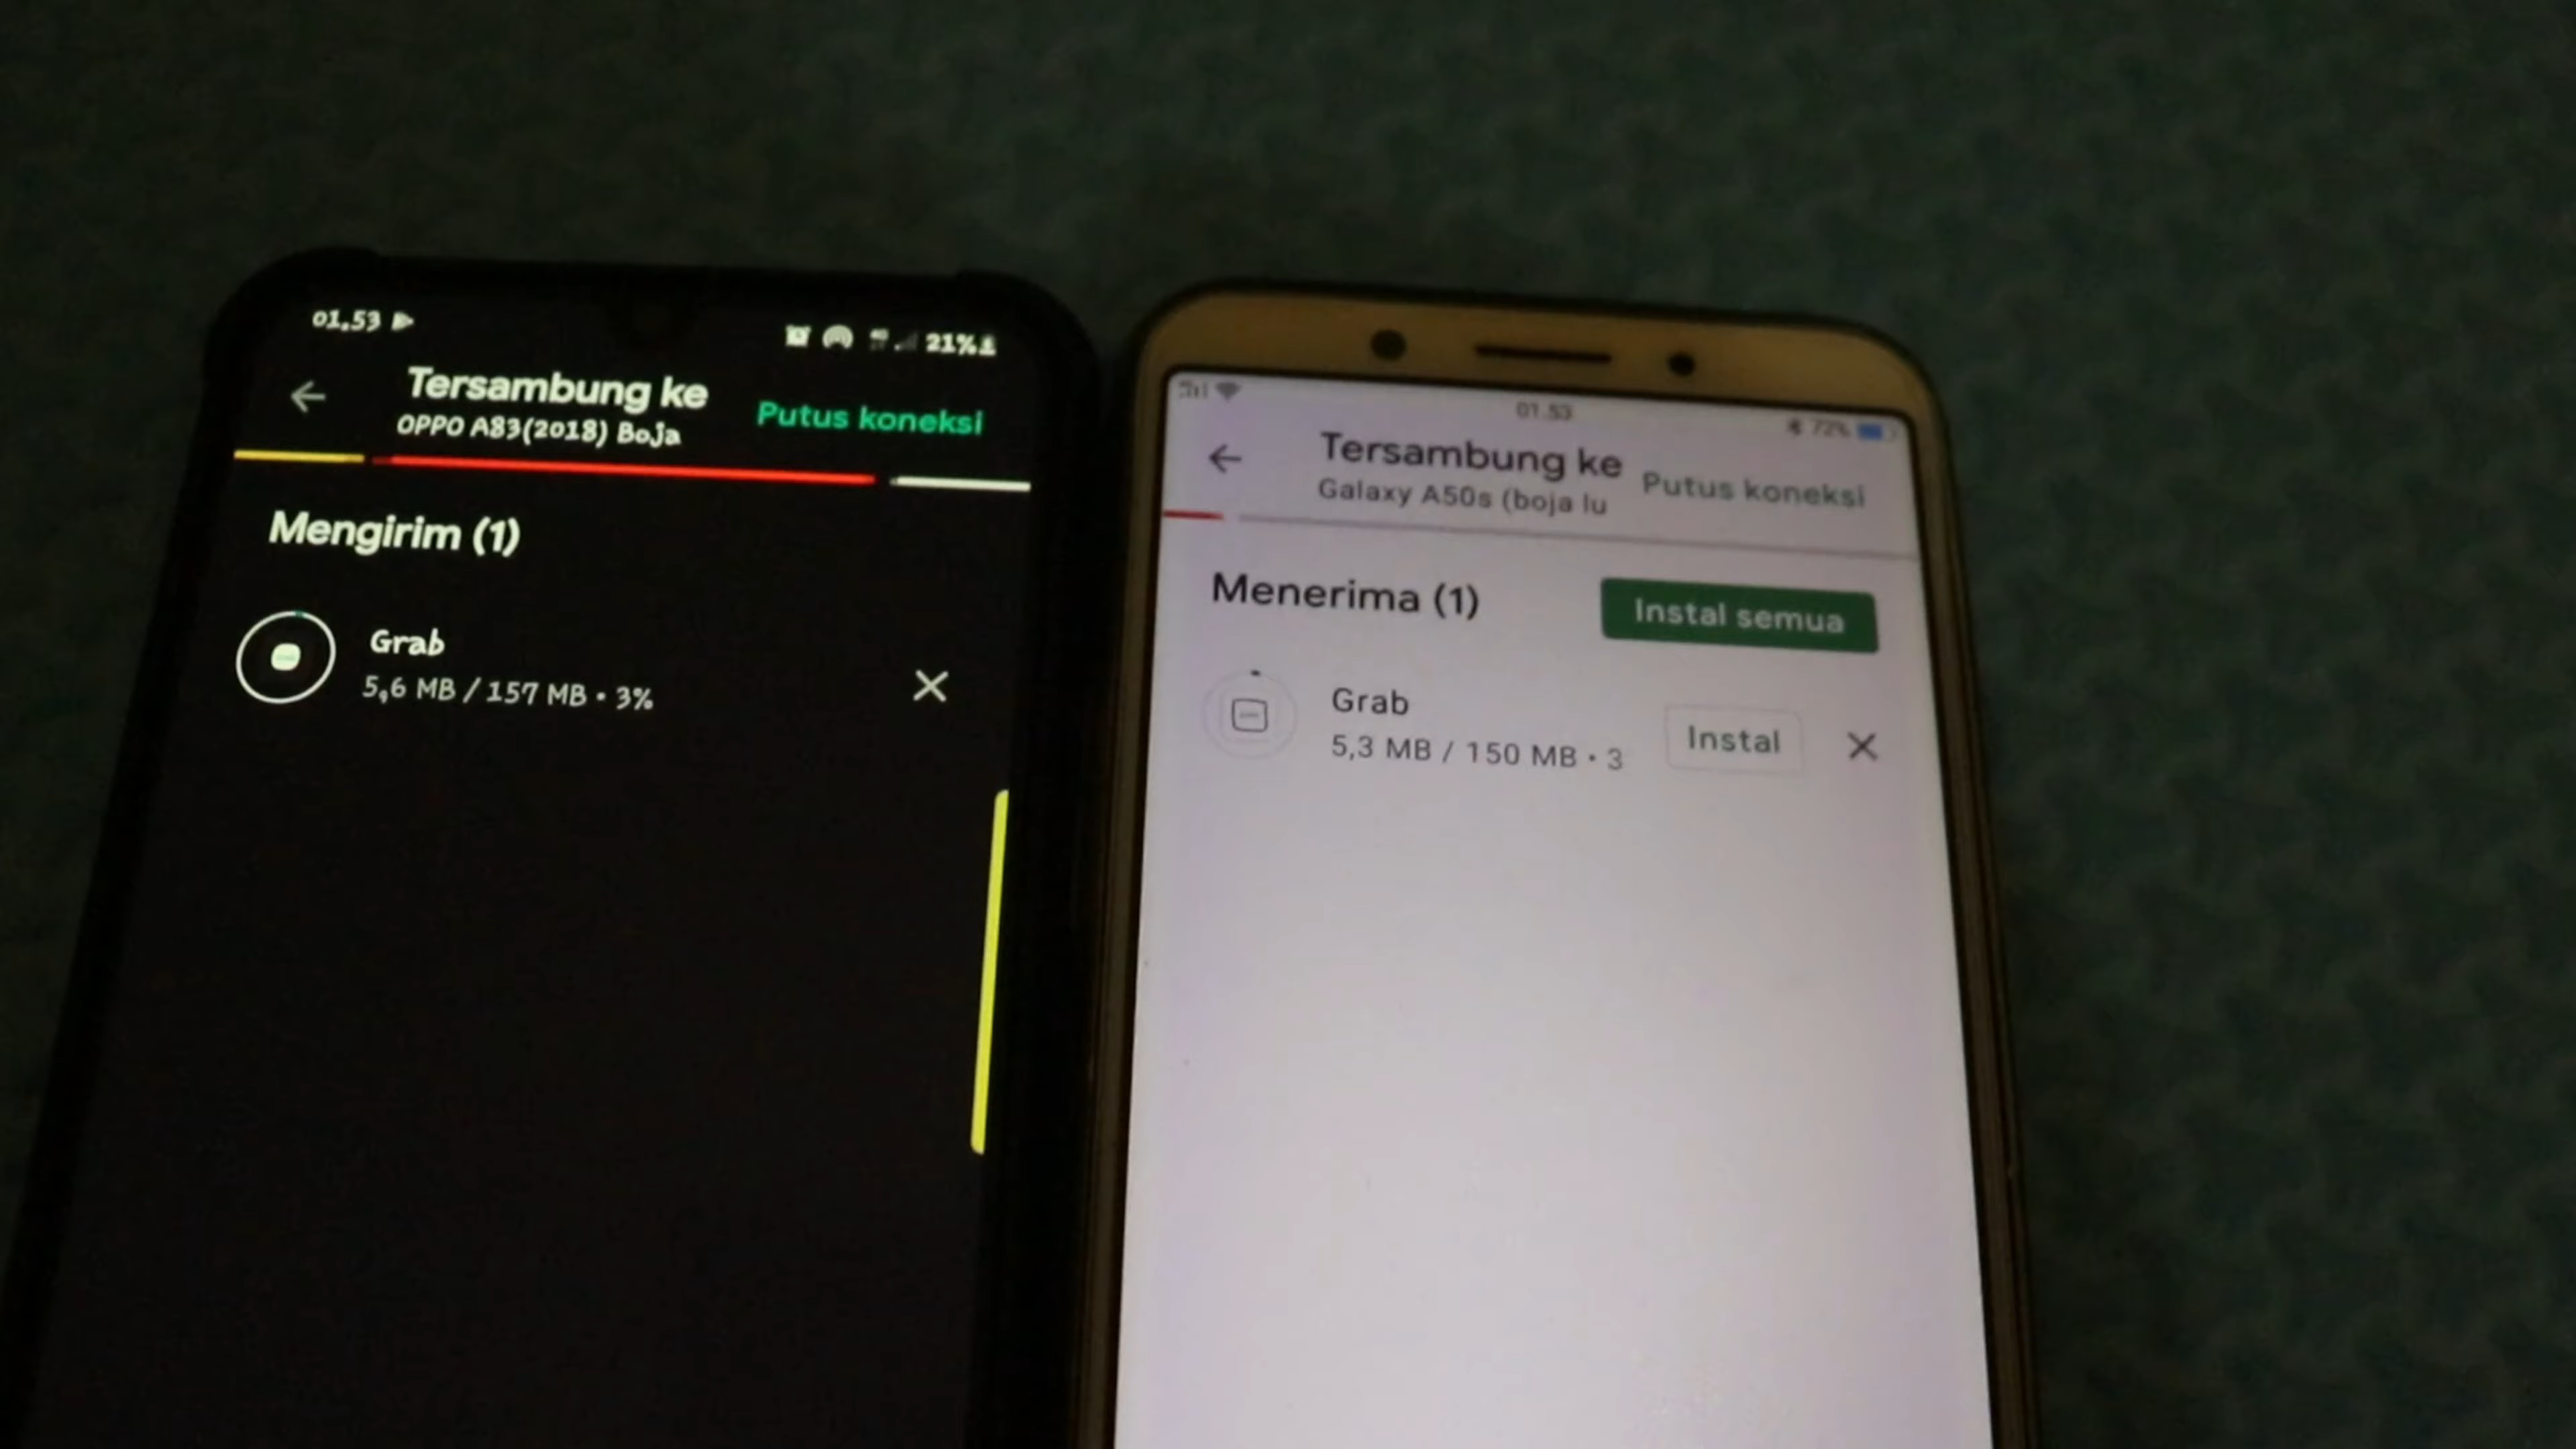 01.53
21%
Tersambung ke
OPPO A83(2018) Boja
Putus koneksi
Mengirim (1)
Grab
5,6 MB / 157 MB • 3%
01.53
72%
Tersambung ke
Galaxy A50s (boja lu
Putus koneksi
Menerima (1)
Instal semua
Grab
5,3 MB / 150 MB • 3
Instal